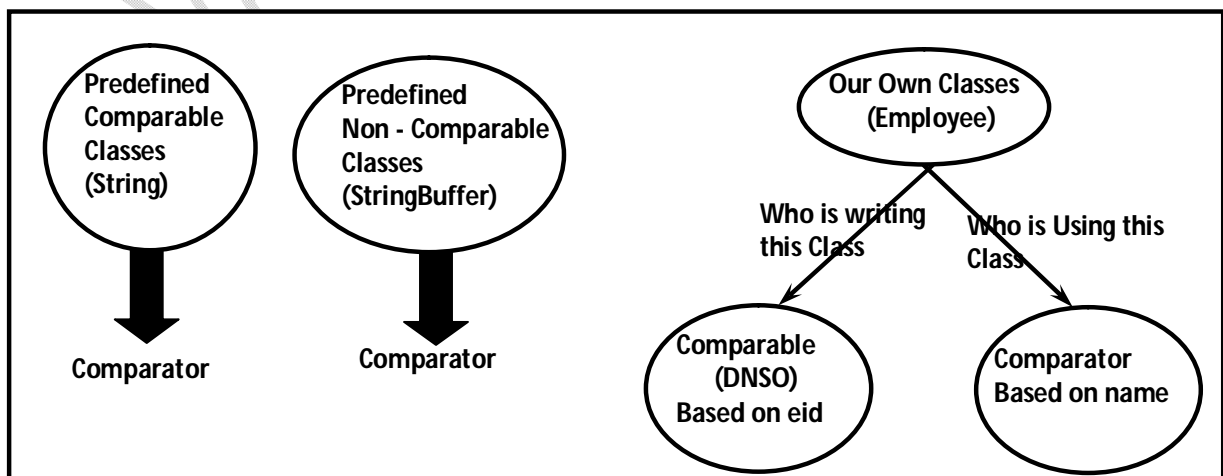 Predefined
Comparable
Classes
(String)
Comparator
Predefined
Non - Comparable
Classes
(StringBuffer)
Comparator
Our Own Classes
(Employee)
Who is writing
this Class
Who is Using this
Class
Comparable
(DNSO)
Based on eid
Comparator
Based on name